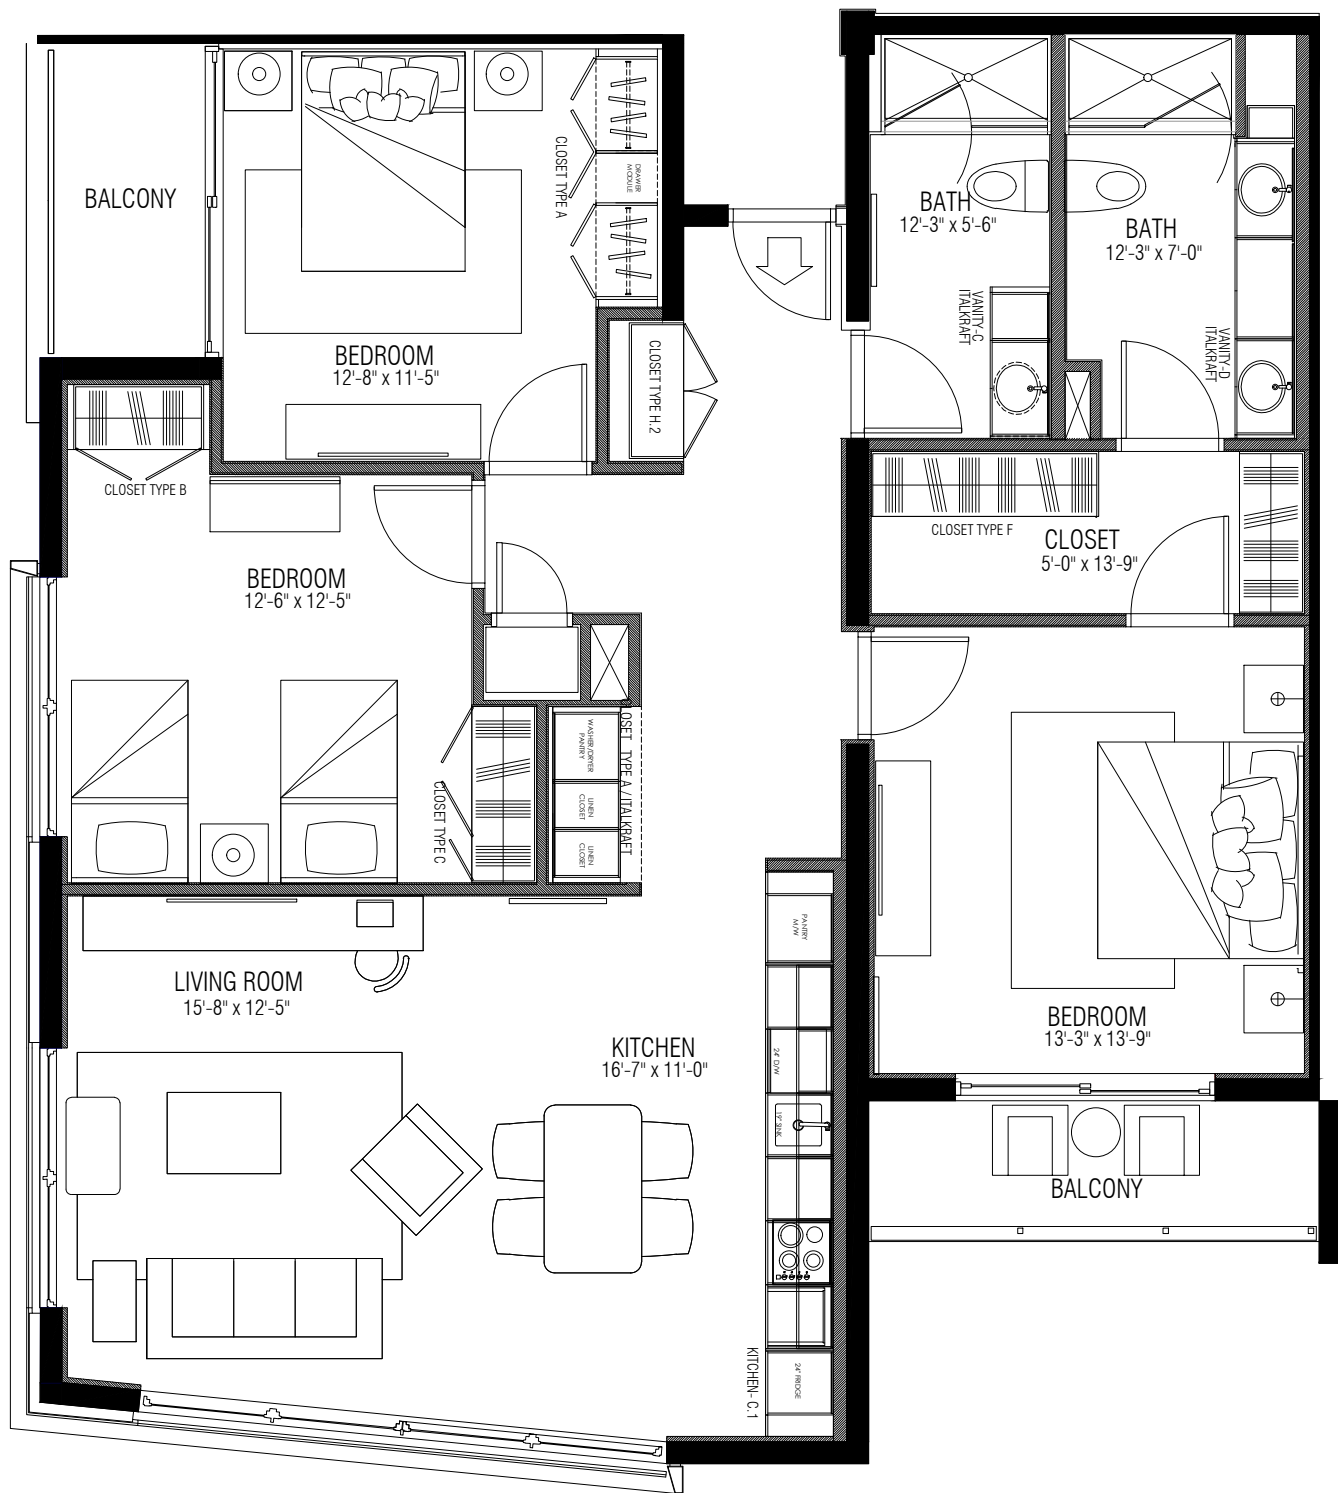 BALCONY
CLOSET TYPE A
DRAWER
MODULE
BATH
12'-3" x 5'-6"
BATH
12'-3" x 7'-0"
VANITY-C
ITALKRAFT
VANITY-D
ITALKRAFT
BEDROOM
12'-8" x 11'-5"
CLOSET TYPE H.2
CLOSET TYPE B
CLOSET TYPE F
CLOSET
5'-0" x 13'-9"
BEDROOM
12'-6" x 12'-5"
CLOSET TYPE C
WASHER/DRYER
PANTRY
LINEN
CLOSET
LINEN
CLOSET
CLOSET TYPE A / ITALKRAFT
PANTRY
M/W
LIVING ROOM
15'-8" x 12'-5"
KITCHEN
16'-7" x 11'-0"
24" D/W
19" SINK
BEDROOM
13'-3" x 13'-9"
BALCONY
KITCHEN- C.1
24" FRIDGE